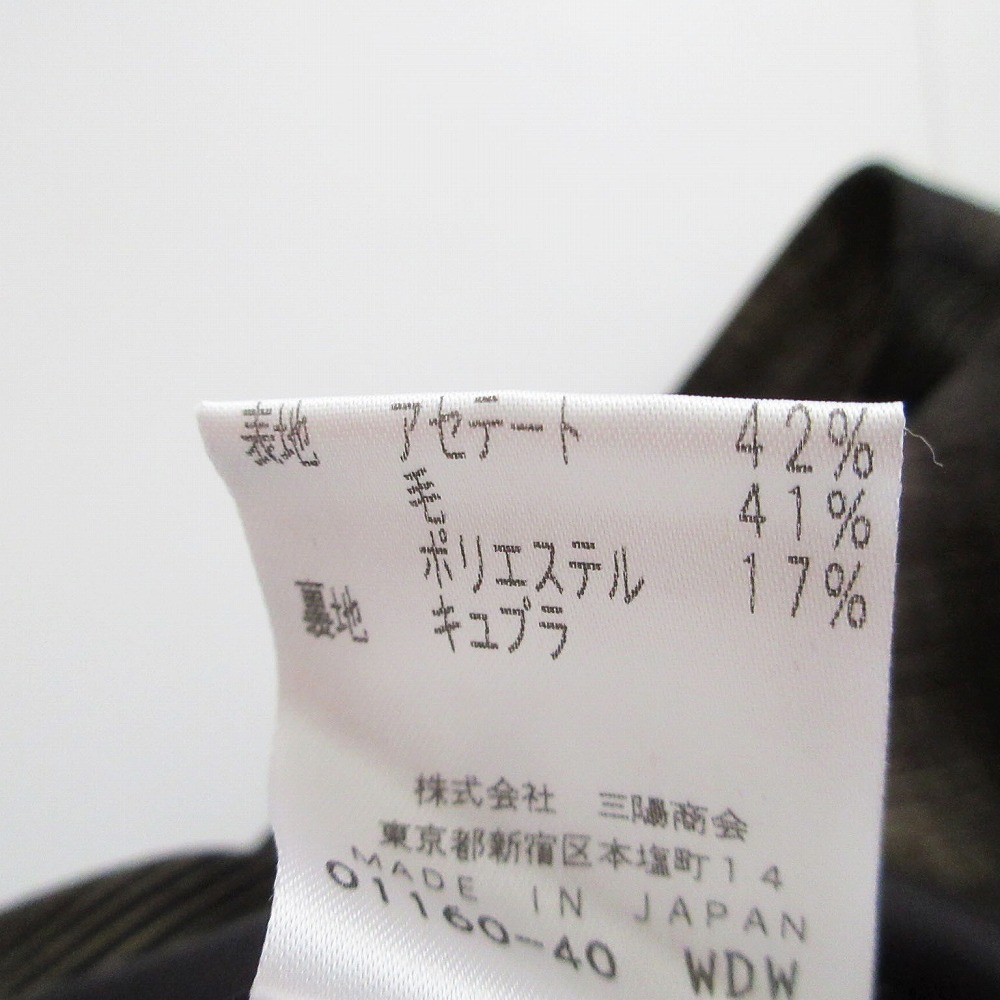 表地 アセテート 42%
毛 41%
ポリエステル 17%
裏地 キュプラ
株式会社 三陽商会
東京都新宿区本塩町14
MADE IN JAPAN
01160-40 WDW